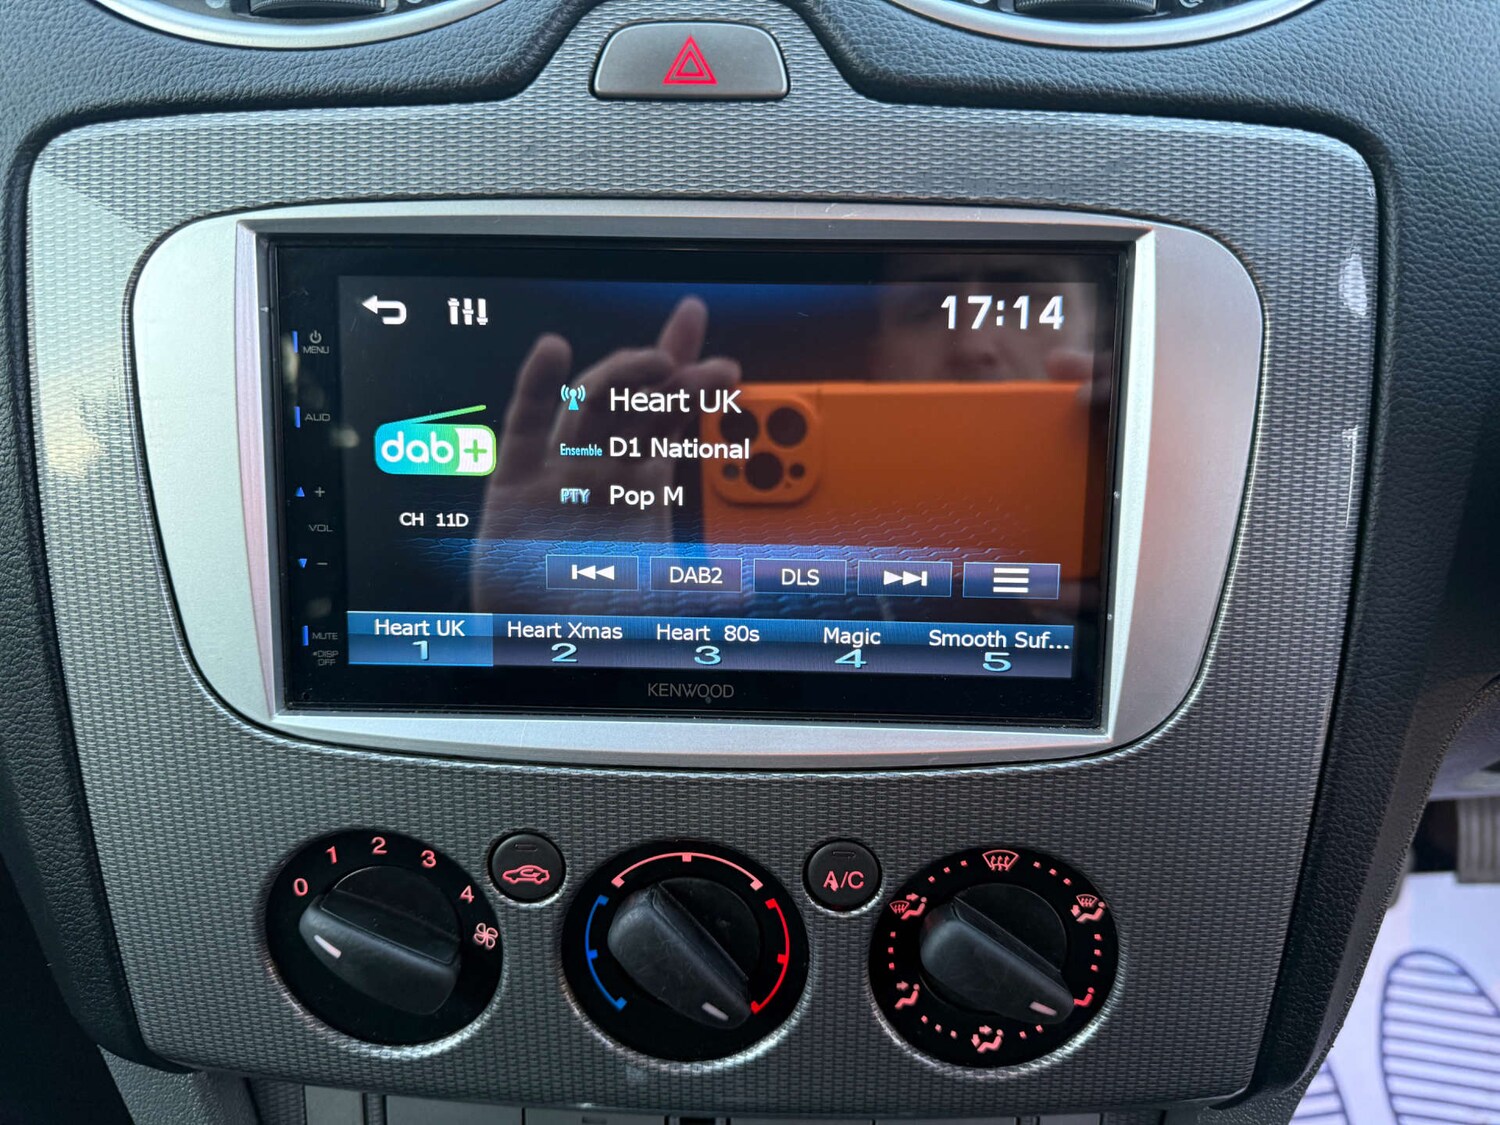 17:14
MENU
AUD
+
VOL
-
MUTE
DISP
OFF
dab+
CH 11D
Heart UK
Ensemble D1 National
PTY Pop M
DAB2
DLS
Heart UK
1
Heart Xmas
2
Heart 80s
3
Magic
4
Smooth Suf...
5
KENWOOD
0 1 2 3 4
A/C